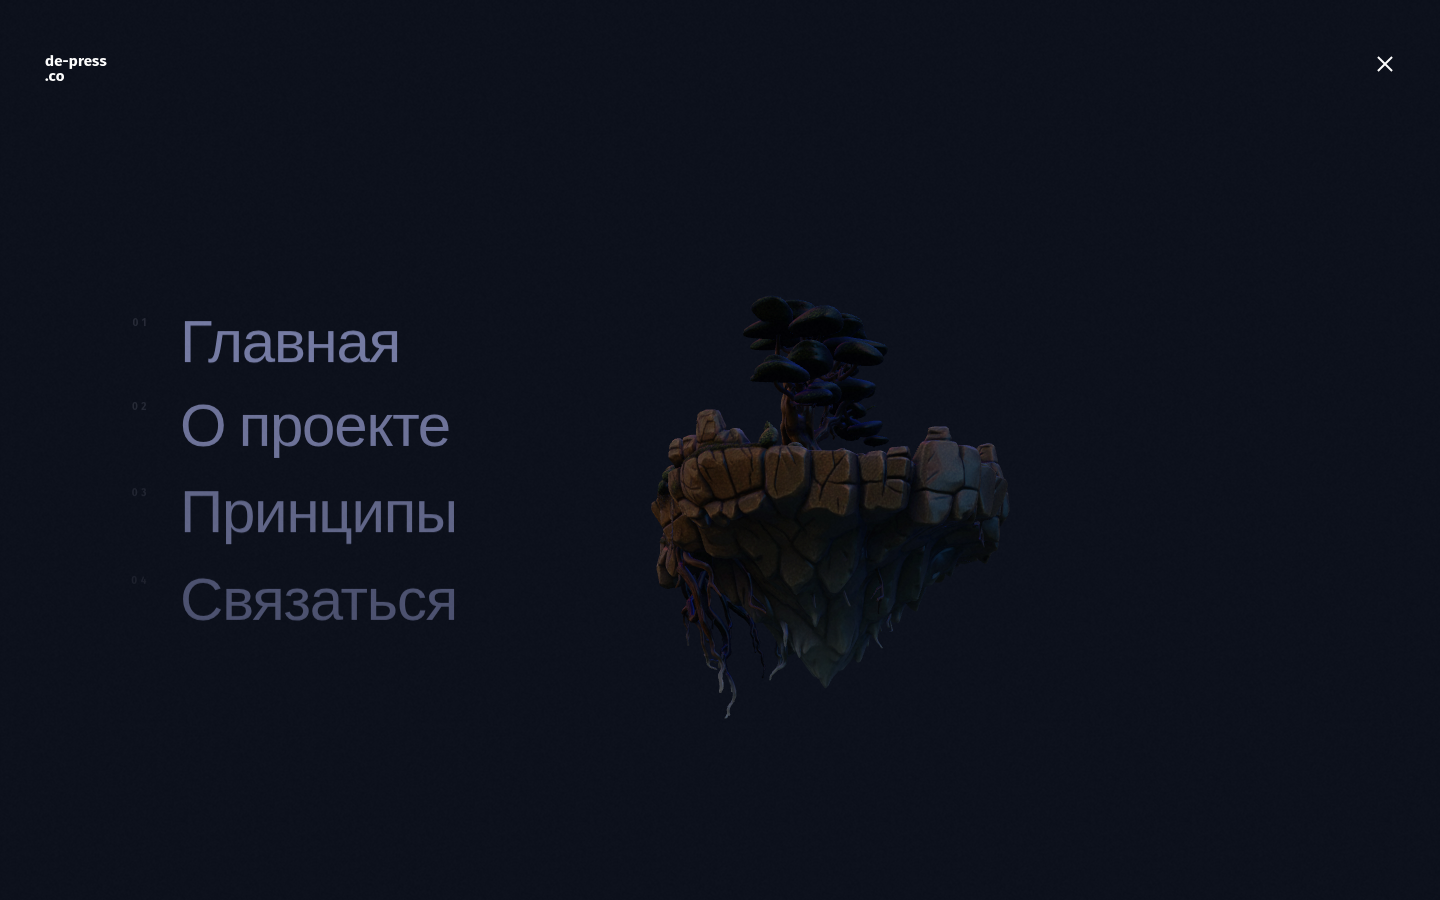 de-press
.co
01
Главная
02
О проекте
03
Принципы
04
Связаться